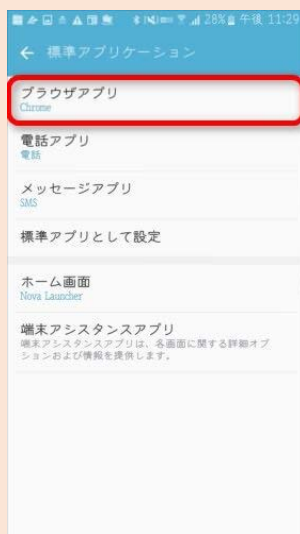 28% 午後 11:29
標準アプリケーション
ブラウザアプリ
Chrome
電話アプリ
電話
メッセージアプリ
SMS
標準アプリとして設定
ホーム画面
Nova Launcher
端末アシスタンスアプリ
端末アシスタンスアプリは、各画面に関する詳細オプ
ションおよび情報を提供します。